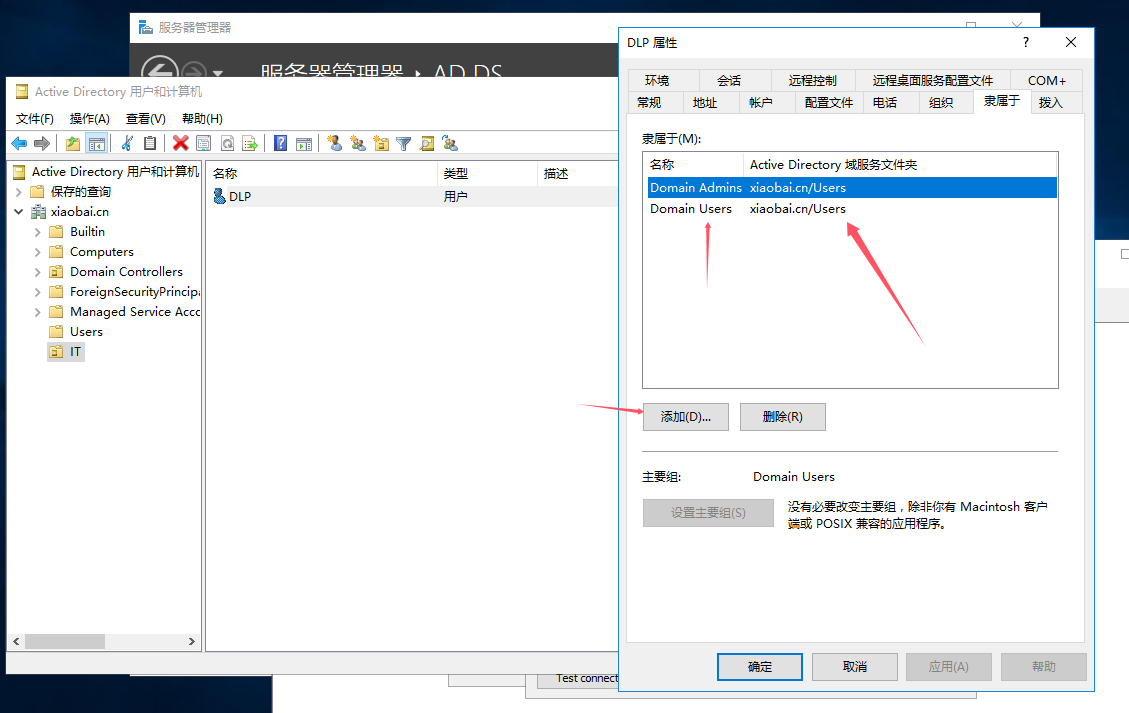 服务器管理器
服务器管理器 · AD DS
Active Directory 用户和计算机
文件(F) 操作(A) 查看(V) 帮助(H)
Active Directory 用户和计算机
保存的查询
xiaobai.cn
Builtin
Computers
Domain Controllers
ForeignSecurityPrincipa
Managed Service Acco
Users
IT
名称 类型 描述
DLP 用户
DLP 属性
?
环境 会话 远程控制 远程桌面服务配置文件 COM+
常规 地址 帐户 配置文件 电话 组织 隶属于 拨入
隶属于(M):
名称 Active Directory 域服务文件夹
Domain Admins xiaobai.cn/Users
Domain Users xiaobai.cn/Users
添加(D)... 删除(R)
主要组: Domain Users
设置主要组(S)
没有必要改变主要组，除非你有 Macintosh 客户
端或 POSIX 兼容的应用程序。
确定 取消 应用(A) 帮助
Test connect